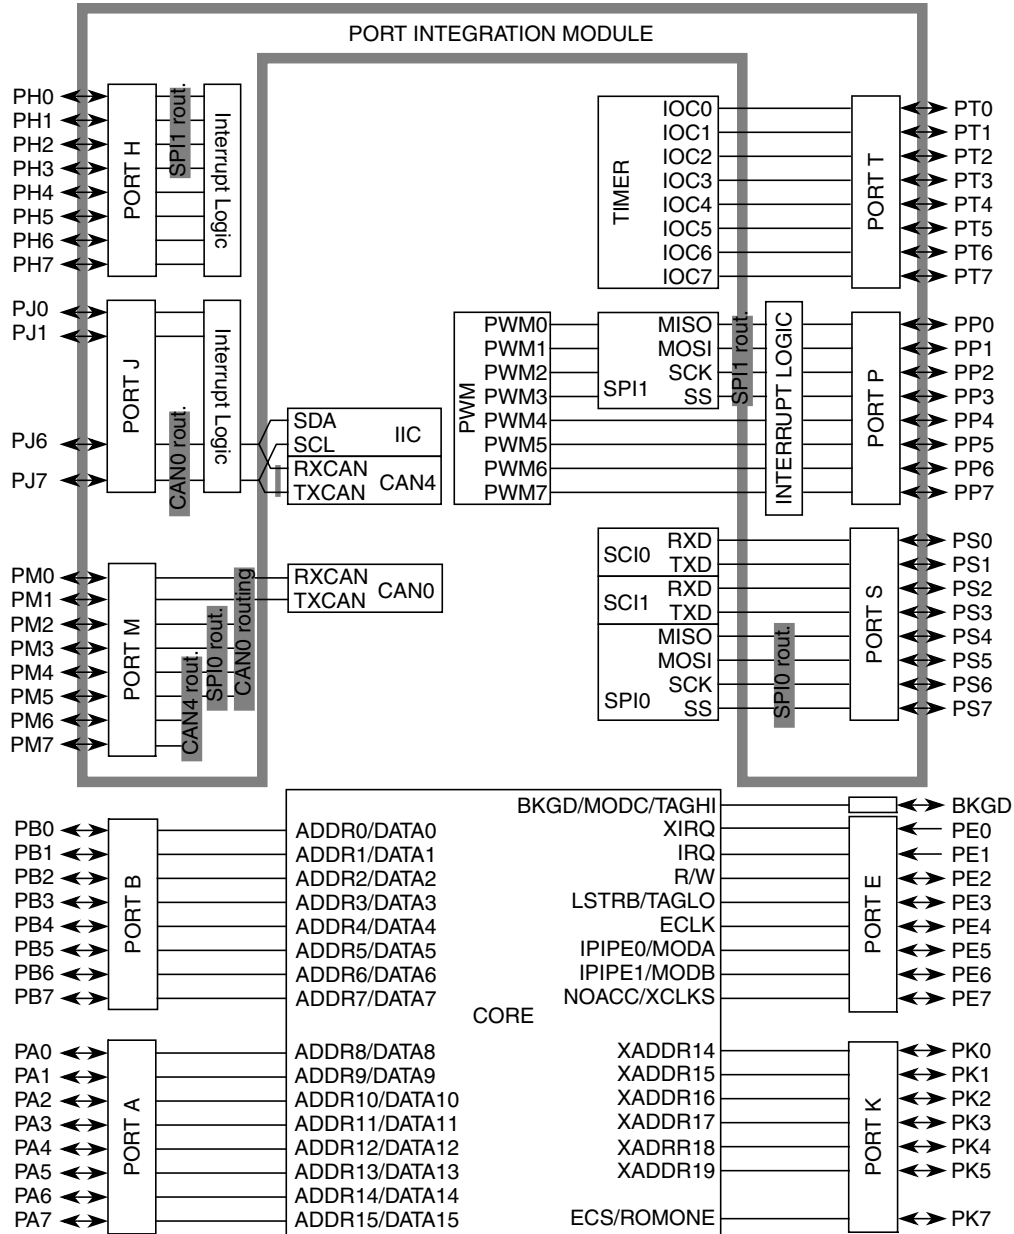 PORT INTEGRATION MODULE
PH0
PH1
PH2
PH3
PH4
PH5
PH6
PH7
PORT H
SPI1 rout.
Interrupt Logic
PJ0
PJ1
PJ6
PJ7
PORT J
CAN0 rout.
Interrupt Logic
SDA
SCL
IIC
RXCAN
TXCAN
CAN4
PM0
PM1
PM2
PM3
PM4
PM5
PM6
PM7
PORT M
CAN4 rout.
SPI0 rout.
CAN0 routing
RXCAN
TXCAN
CAN0
TIMER
IOC0
IOC1
IOC2
IOC3
IOC4
IOC5
IOC6
IOC7
PORT T
PT0
PT1
PT2
PT3
PT4
PT5
PT6
PT7
PWM
PWM0
PWM1
PWM2
PWM3
PWM4
PWM5
PWM6
PWM7
SPI1
MISO
MOSI
SCK
SS
SPI1 rout.
INTERRUPT LOGIC
PORT P
PP0
PP1
PP2
PP3
PP4
PP5
PP6
PP7
SCI0
RXD
TXD
SCI1
RXD
TXD
SPI0
MISO
MOSI
SCK
SS
SPI0 rout.
PORT S
PS0
PS1
PS2
PS3
PS4
PS5
PS6
PS7
PB0
PB1
PB2
PB3
PB4
PB5
PB6
PB7
PORT B
ADDR0/DATA0
ADDR1/DATA1
ADDR2/DATA2
ADDR3/DATA3
ADDR4/DATA4
ADDR5/DATA5
ADDR6/DATA6
ADDR7/DATA7
PA0
PA1
PA2
PA3
PA4
PA5
PA6
PA7
PORT A
ADDR8/DATA8
ADDR9/DATA9
ADDR10/DATA10
ADDR11/DATA11
ADDR12/DATA12
ADDR13/DATA13
ADDR14/DATA14
ADDR15/DATA15
CORE
BKGD/MODC/TAGHI
XIRQ
IRQ
R/W
LSTRB/TAGLO
ECLK
IPIPE0/MODA
IPIPE1/MODB
NOACC/XCLKS
PORT E
BKGD
PE0
PE1
PE2
PE3
PE4
PE5
PE6
PE7
XADDR14
XADDR15
XADDR16
XADDR17
XADRR18
XADDR19
ECS/ROMONE
PORT K
PK0
PK1
PK2
PK3
PK4
PK5
PK7